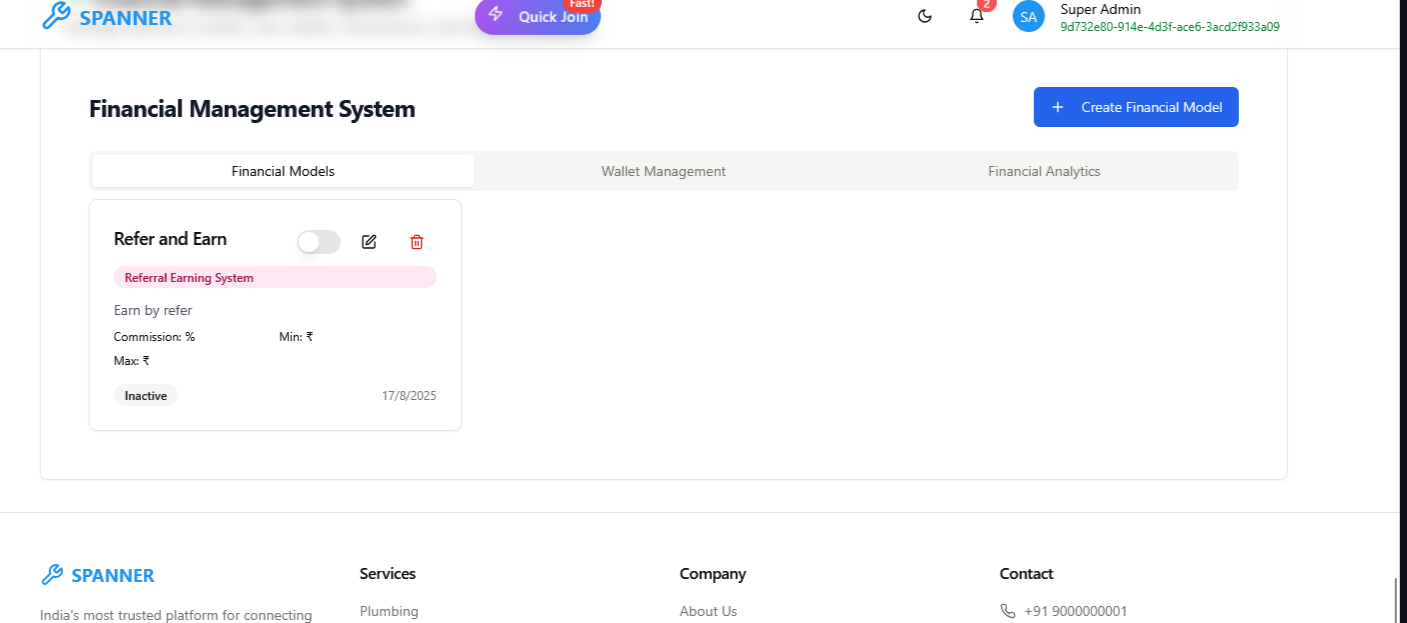 SPANNER
Quick Join
Fast!
2
SA
Super Admin
9d732e80-914e-4d3f-ace6-3acd2f933a09
Financial Management System
+ Create Financial Model
Financial Models
Wallet Management
Financial Analytics
Refer and Earn
Referral Earning System
Earn by refer
Commission: %
Min: ₹
Max: ₹
Inactive
17/8/2025
SPANNER
India's most trusted platform for connecting
Services
Plumbing
Company
About Us
Contact
+91 9000000001